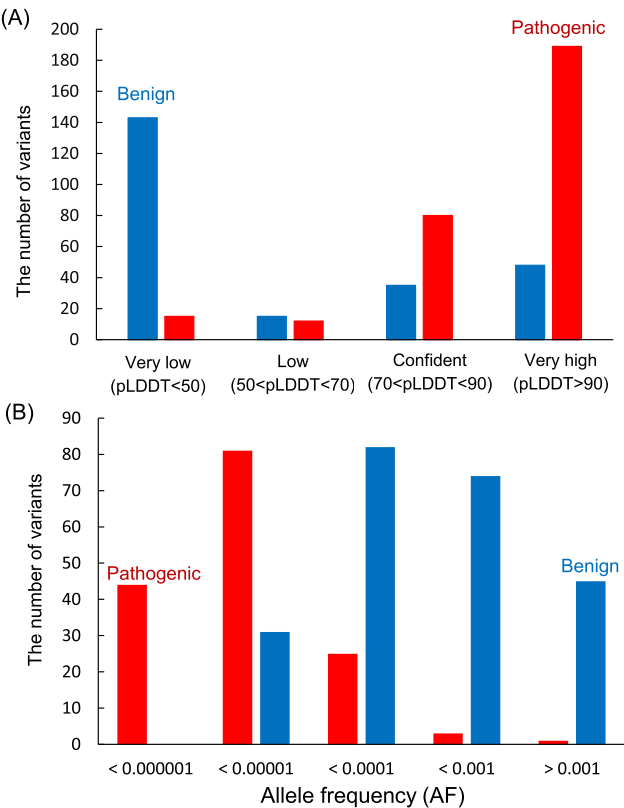 (A)
Pathogenic
Benign
The number of variants
200
180
160
140
120
100
80
60
40
20
0
Very low Low Confident Very high
(pLDDT<50) (50<pLDDT<70) (70<pLDDT<90) (pLDDT>90)
(B)
The number of variants
90
80
70
60
50
40
30
20
10
0
Pathogenic
Benign
< 0.000001 < 0.00001 < 0.0001 < 0.001 > 0.001
Allele frequency (AF)